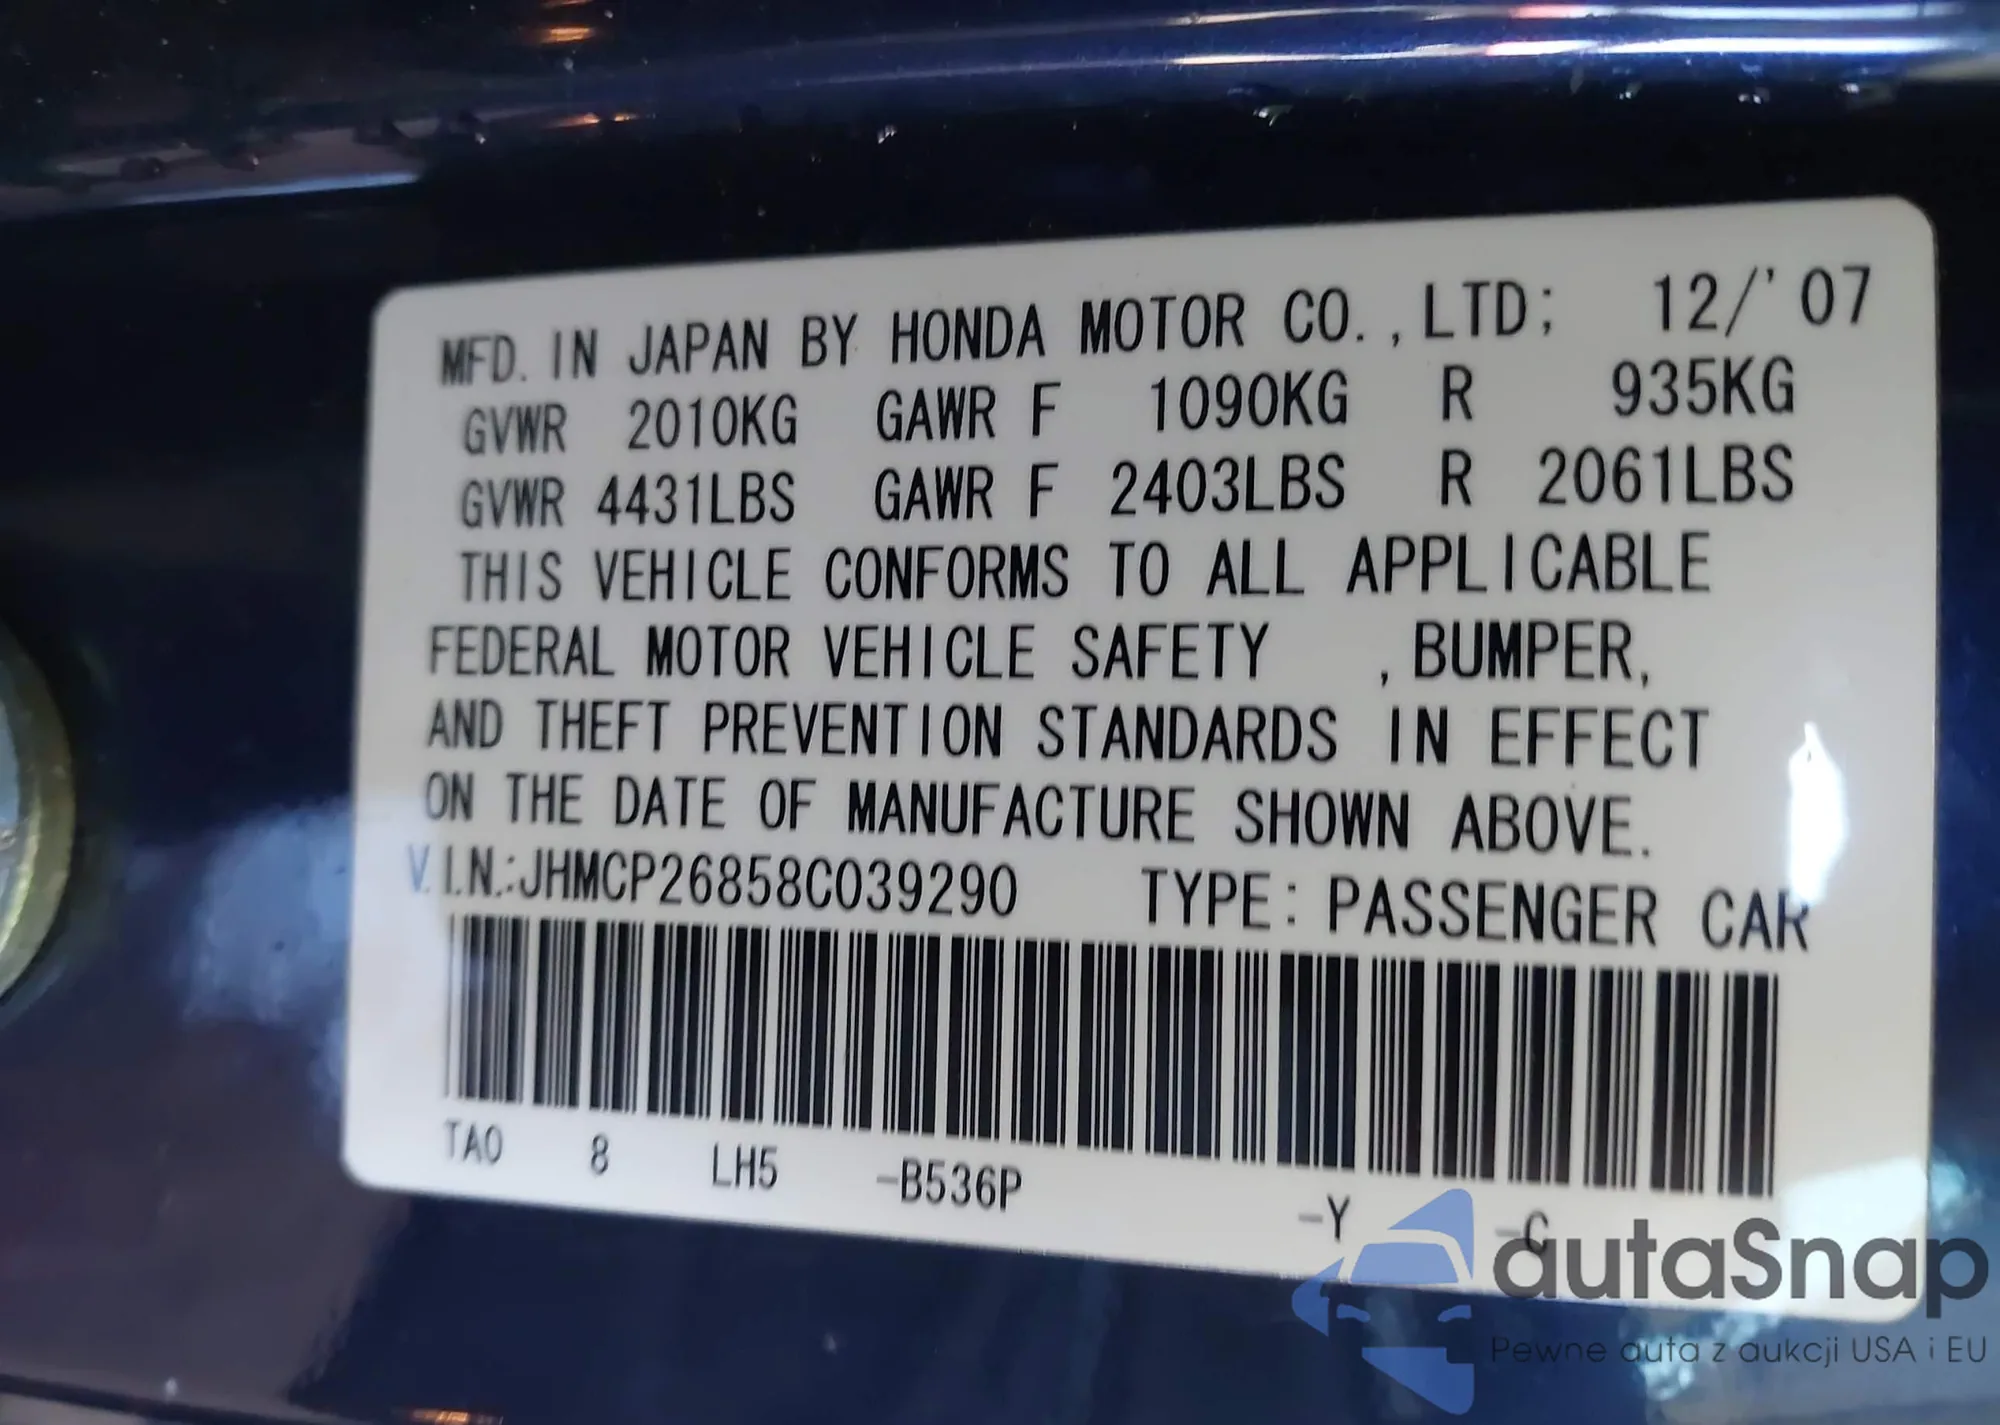 MFD. IN JAPAN BY HONDA MOTOR CO.,LTD; 12/'07
GVWR 2010KG GAWR F 1090KG R 935KG
GVWR 4431LBS GAWR F 2403LBS R 2061LBS
THIS VEHICLE CONFORMS TO ALL APPLICABLE
FEDERAL MOTOR VEHICLE SAFETY , BUMPER,
AND THEFT PREVENTION STANDARDS IN EFFECT
ON THE DATE OF MANUFACTURE SHOWN ABOVE.
V.I.N.:JHMCP26858C039290 TYPE: PASSENGER CAR
TA0 8 LH5 -B536P -Y -C
autaSnap
Pewne auta z aukcji USA i EU